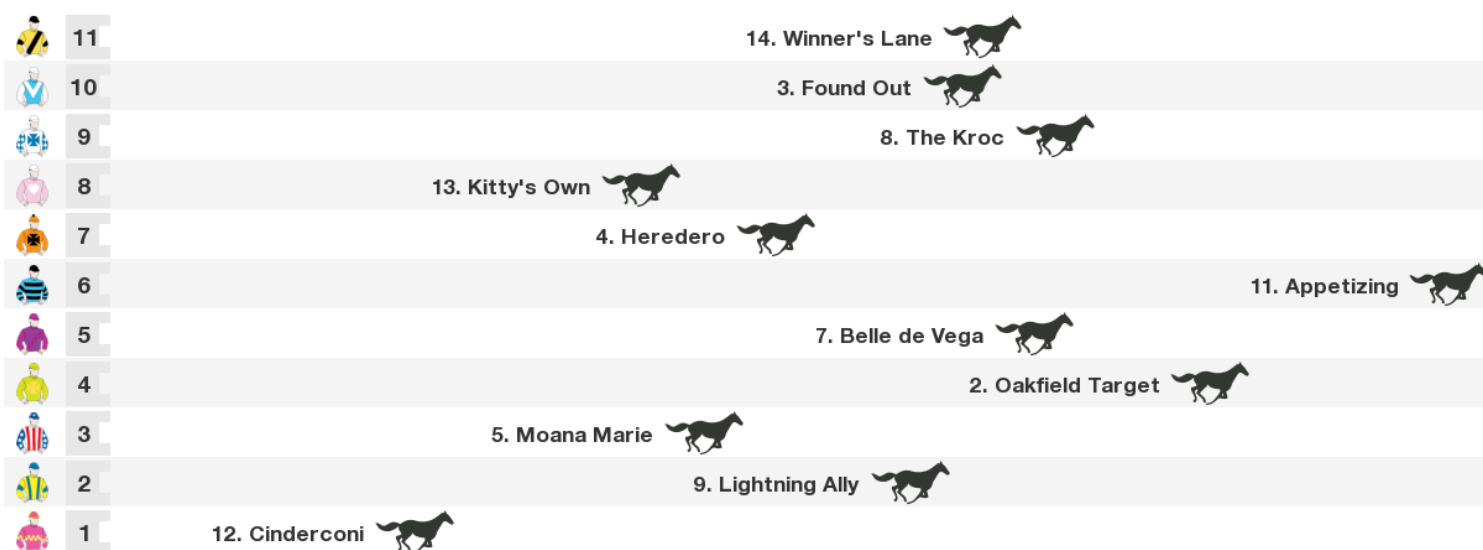 11 14. Winner's Lane
10 3. Found Out
9 8. The Kroc
8 13. Kitty's Own
7 4. Heredero
6 11. Appetizing
5 7. Belle de Vega
4 2. Oakfield Target
3 5. Moana Marie
2 9. Lightning Ally
1 12. Cinderconi